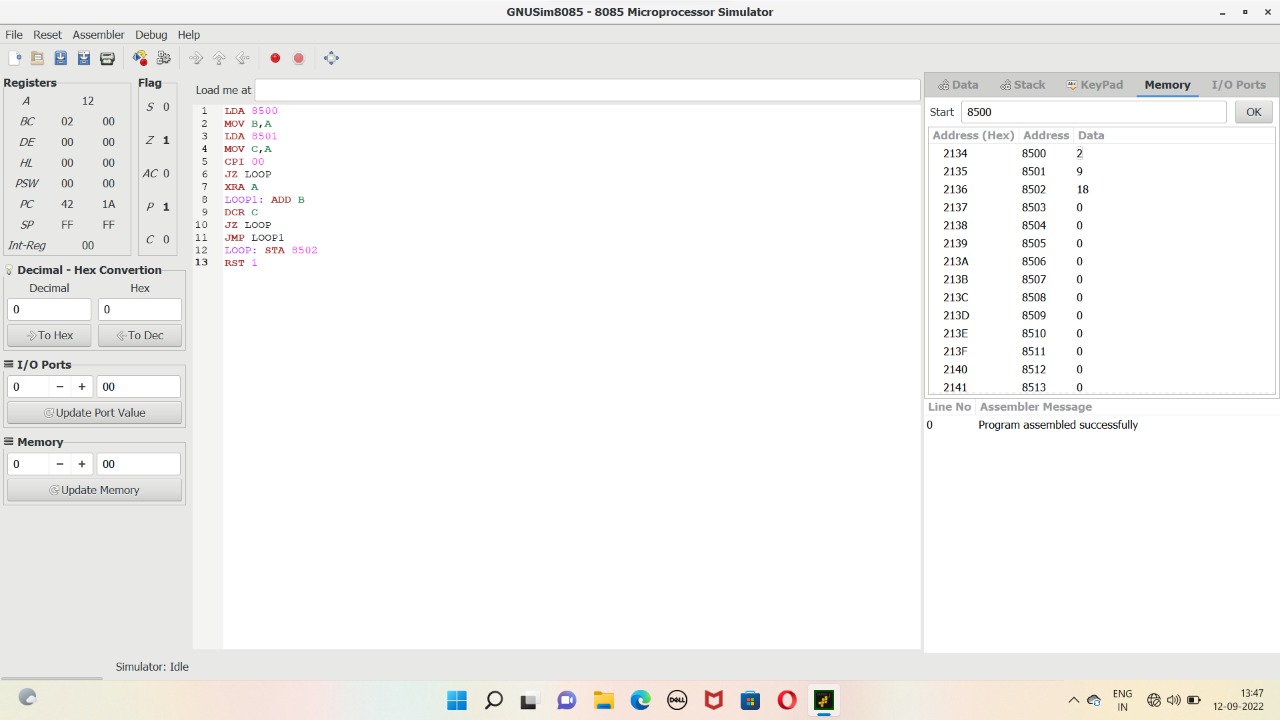 GNUSim8085 - 8085 Microprocessor Simulator
File Reset Assembler Debug Help
Registers
A 12
BC 02 00
DE 00 00
HL 00 00
PSW 00 00
PC 42 1A
SP FF FF
Int-Reg 00
Flag
S 0
Z 1
AC 0
P 1
C 0
Decimal - Hex Convertion
Decimal Hex
0 0
To Hex To Dec
I/O Ports
0 − + 00
Update Port Value
Memory
0 − + 00
Update Memory
Load me at
1 LDA 8500
2 MOV B,A
3 LDA 8501
4 MOV C,A
5 CPI 00
6 JZ LOOP
7 XRA A
8 LOOP1: ADD B
9 DCR C
10 JZ LOOP
11 JMP LOOP1
12 LOOP: STA 8502
13 RST 1
Data Stack KeyPad Memory I/O Ports
Start 8500 OK
Address (Hex) Address Data
2134 8500 2
2135 8501 9
2136 8502 18
2137 8503 0
2138 8504 0
2139 8505 0
213A 8506 0
213B 8507 0
213C 8508 0
213D 8509 0
213E 8510 0
213F 8511 0
2140 8512 0
2141 8513 0
Line No Assembler Message
0 Program assembled successfully
Simulator: Idle
DELL
ENG
IN
13:47
12-09-2022